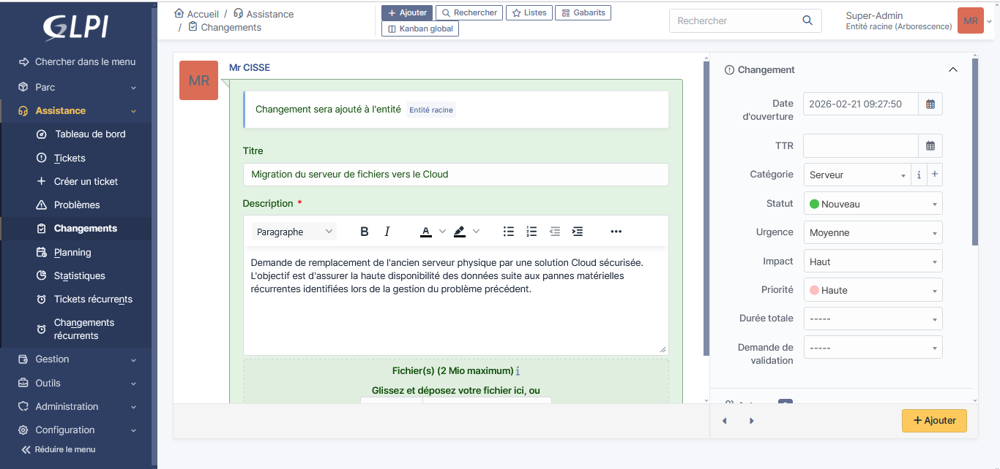 GLPI
Chercher dans le menu
Parc
Assistance
Tableau de bord
Tickets
Créer un ticket
Problèmes
Changements
Planning
Statistiques
Tickets récurrents
Changements
récurrents
Gestion
Outils
Administration
Configuration
Réduire le menu
Accueil / Assistance
/ Changements
+ Ajouter
Rechercher
Listes
Gabarits
Kanban global
Rechercher
Super-Admin
Entité racine (Arborescence)
MR
MR
Mr CISSE
Changement sera ajouté à l'entité Entité racine
Titre
Migration du serveur de fichiers vers le Cloud
Description *
Paragraphe
B I A
Demande de remplacement de l'ancien serveur physique par une solution Cloud sécurisée.
L'objectif est d'assurer la haute disponibilité des données suite aux pannes matérielles
récurrentes identifiées lors de la gestion du problème précédent.
Fichier(s) (2 Mio maximum) i
Glissez et déposez votre fichier ici, ou
Changement
Date
d'ouverture
2026-02-21 09:27:50
TTR
Catégorie
Serveur
i +
Statut
Nouveau
Urgence
Moyenne
Impact
Haut
Priorité
Haute
Durée totale
-----
Demande de
validation
-----
+ Ajouter